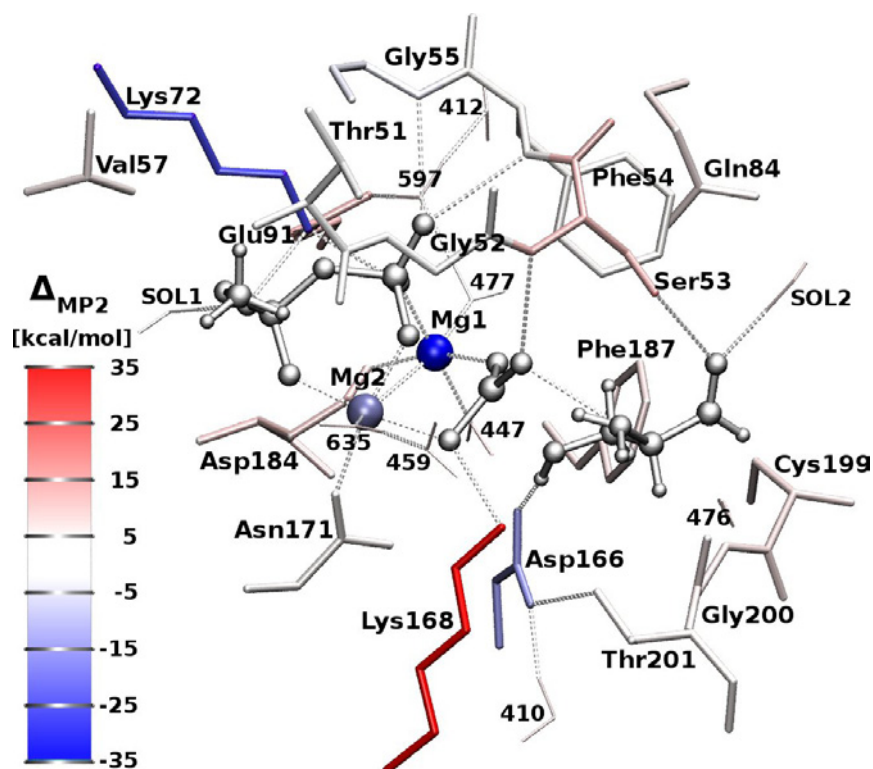 Gly55
Lys72
412
Thr51
Val57
Phe54
Gln84
597
Glu91
Gly52
477
Ser53
SOL1
SOL2
Δ MP2
[kcal/mol]
Mg1
Phe187
35
Mg2
25
635
447
Asp184
459
15
Cys199
476
Asn171
5
Asp166
-5
Gly200
Lys168
Thr201
-15
410
-25
-35